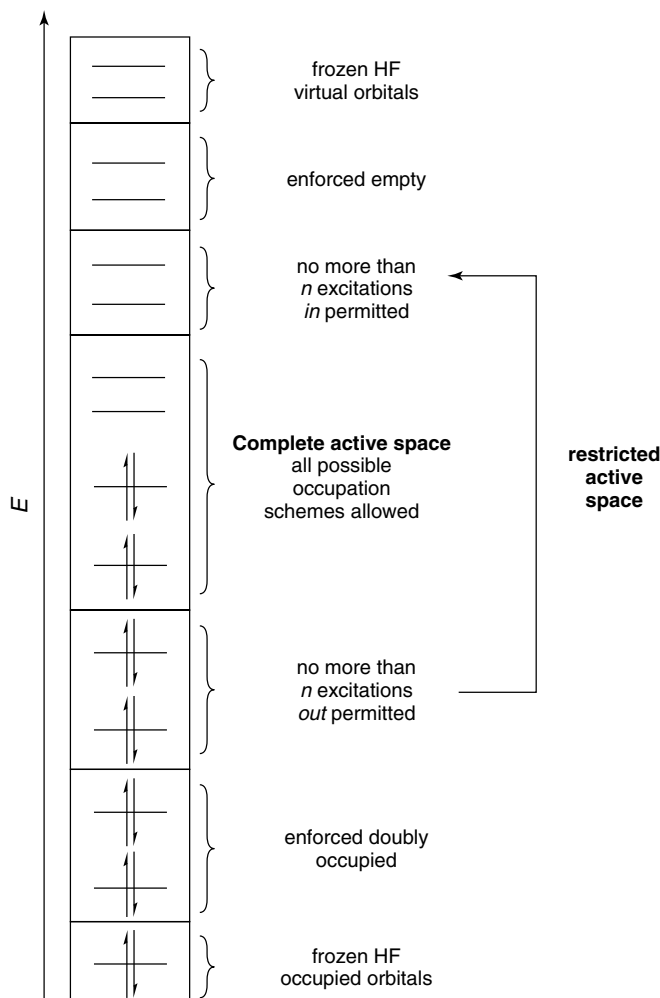 frozen HF
virtual orbitals
enforced empty
no more than
n excitations
in permitted
Complete active space
all possible
occupation
schemes allowed
restricted
active
space
E
no more than
n excitations
out permitted
enforced doubly
occupied
frozen HF
occupied orbitals